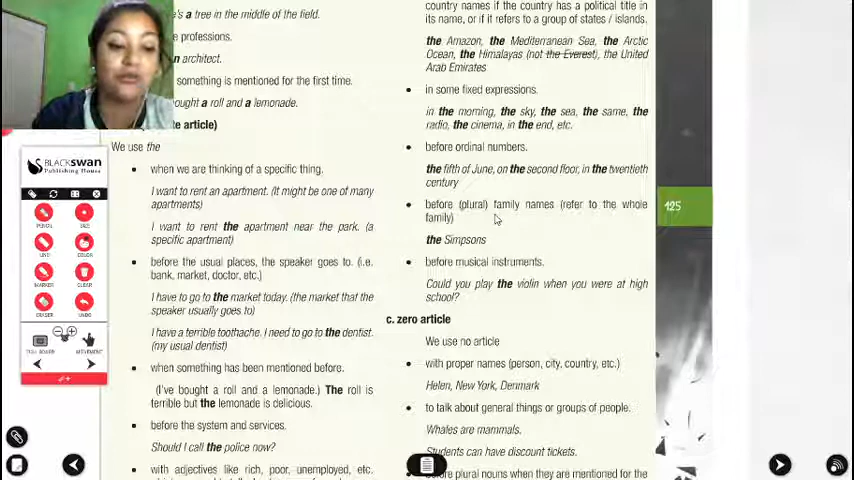 's a tree in the middle of the field.
e professions.
n architect.
something is mentioned for the first time.
ought a roll and a lemonade.
te article)
We use the
• when we are thinking of a specific thing.
I want to rent an apartment. (It might be one of many
apartments)
I want to rent the apartment near the park. (a
specific apartment)
• before the usual places, the speaker goes to. (i.e.
bank, market, doctor, etc.)
I have to go to the market today. (the market that the
speaker usually goes to)
I have a terrible toothache. I need to go to the dentist.
(my usual dentist)
• when something has been mentioned before.
(I've bought a roll and a lemonade.) The roll is
terrible but the lemonade is delicious.
• before the system and services.
Should I call the police now?
• with adjectives like rich, poor, unemployed, etc.
country names if the country has a political title in
its name, or if it refers to a group of states / islands.
the Amazon, the Mediterranean Sea, the Arctic
Ocean, the Himalayas (not the Everest), the United
Arab Emirates
• in some fixed expressions.
in the morning, the sky, the sea, the same, the
radio, the cinema, in the end, etc.
• before ordinal numbers.
the fifth of June, on the second floor, in the twentieth
century
• before (plural) family names (refer to the whole
family)
the Simpsons
• before musical instruments.
Could you play the violin when you were at high
school?
c. zero article
We use no article
• with proper names (person, city, country, etc.)
Helen, New York, Denmark
• to talk about general things or groups of people.
Whales are mammals.
Students can have discount tickets.
before plural nouns when they are mentioned for the
125
BLACKSWAN
Publishing House
LINE
COLOR
MARKER
CLEAR
ERASER
UNDO
MOVEMENT